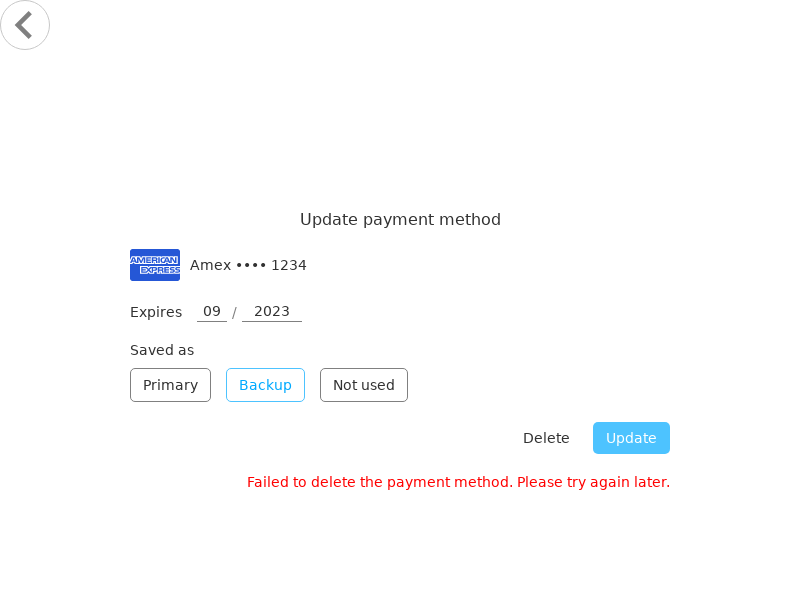 Update payment method
AMERICAN
EXPRESS
Amex •••• 1234
Expires 09 / 2023
Saved as
Primary Backup Not used
Delete Update
Failed to delete the payment method. Please try again later.